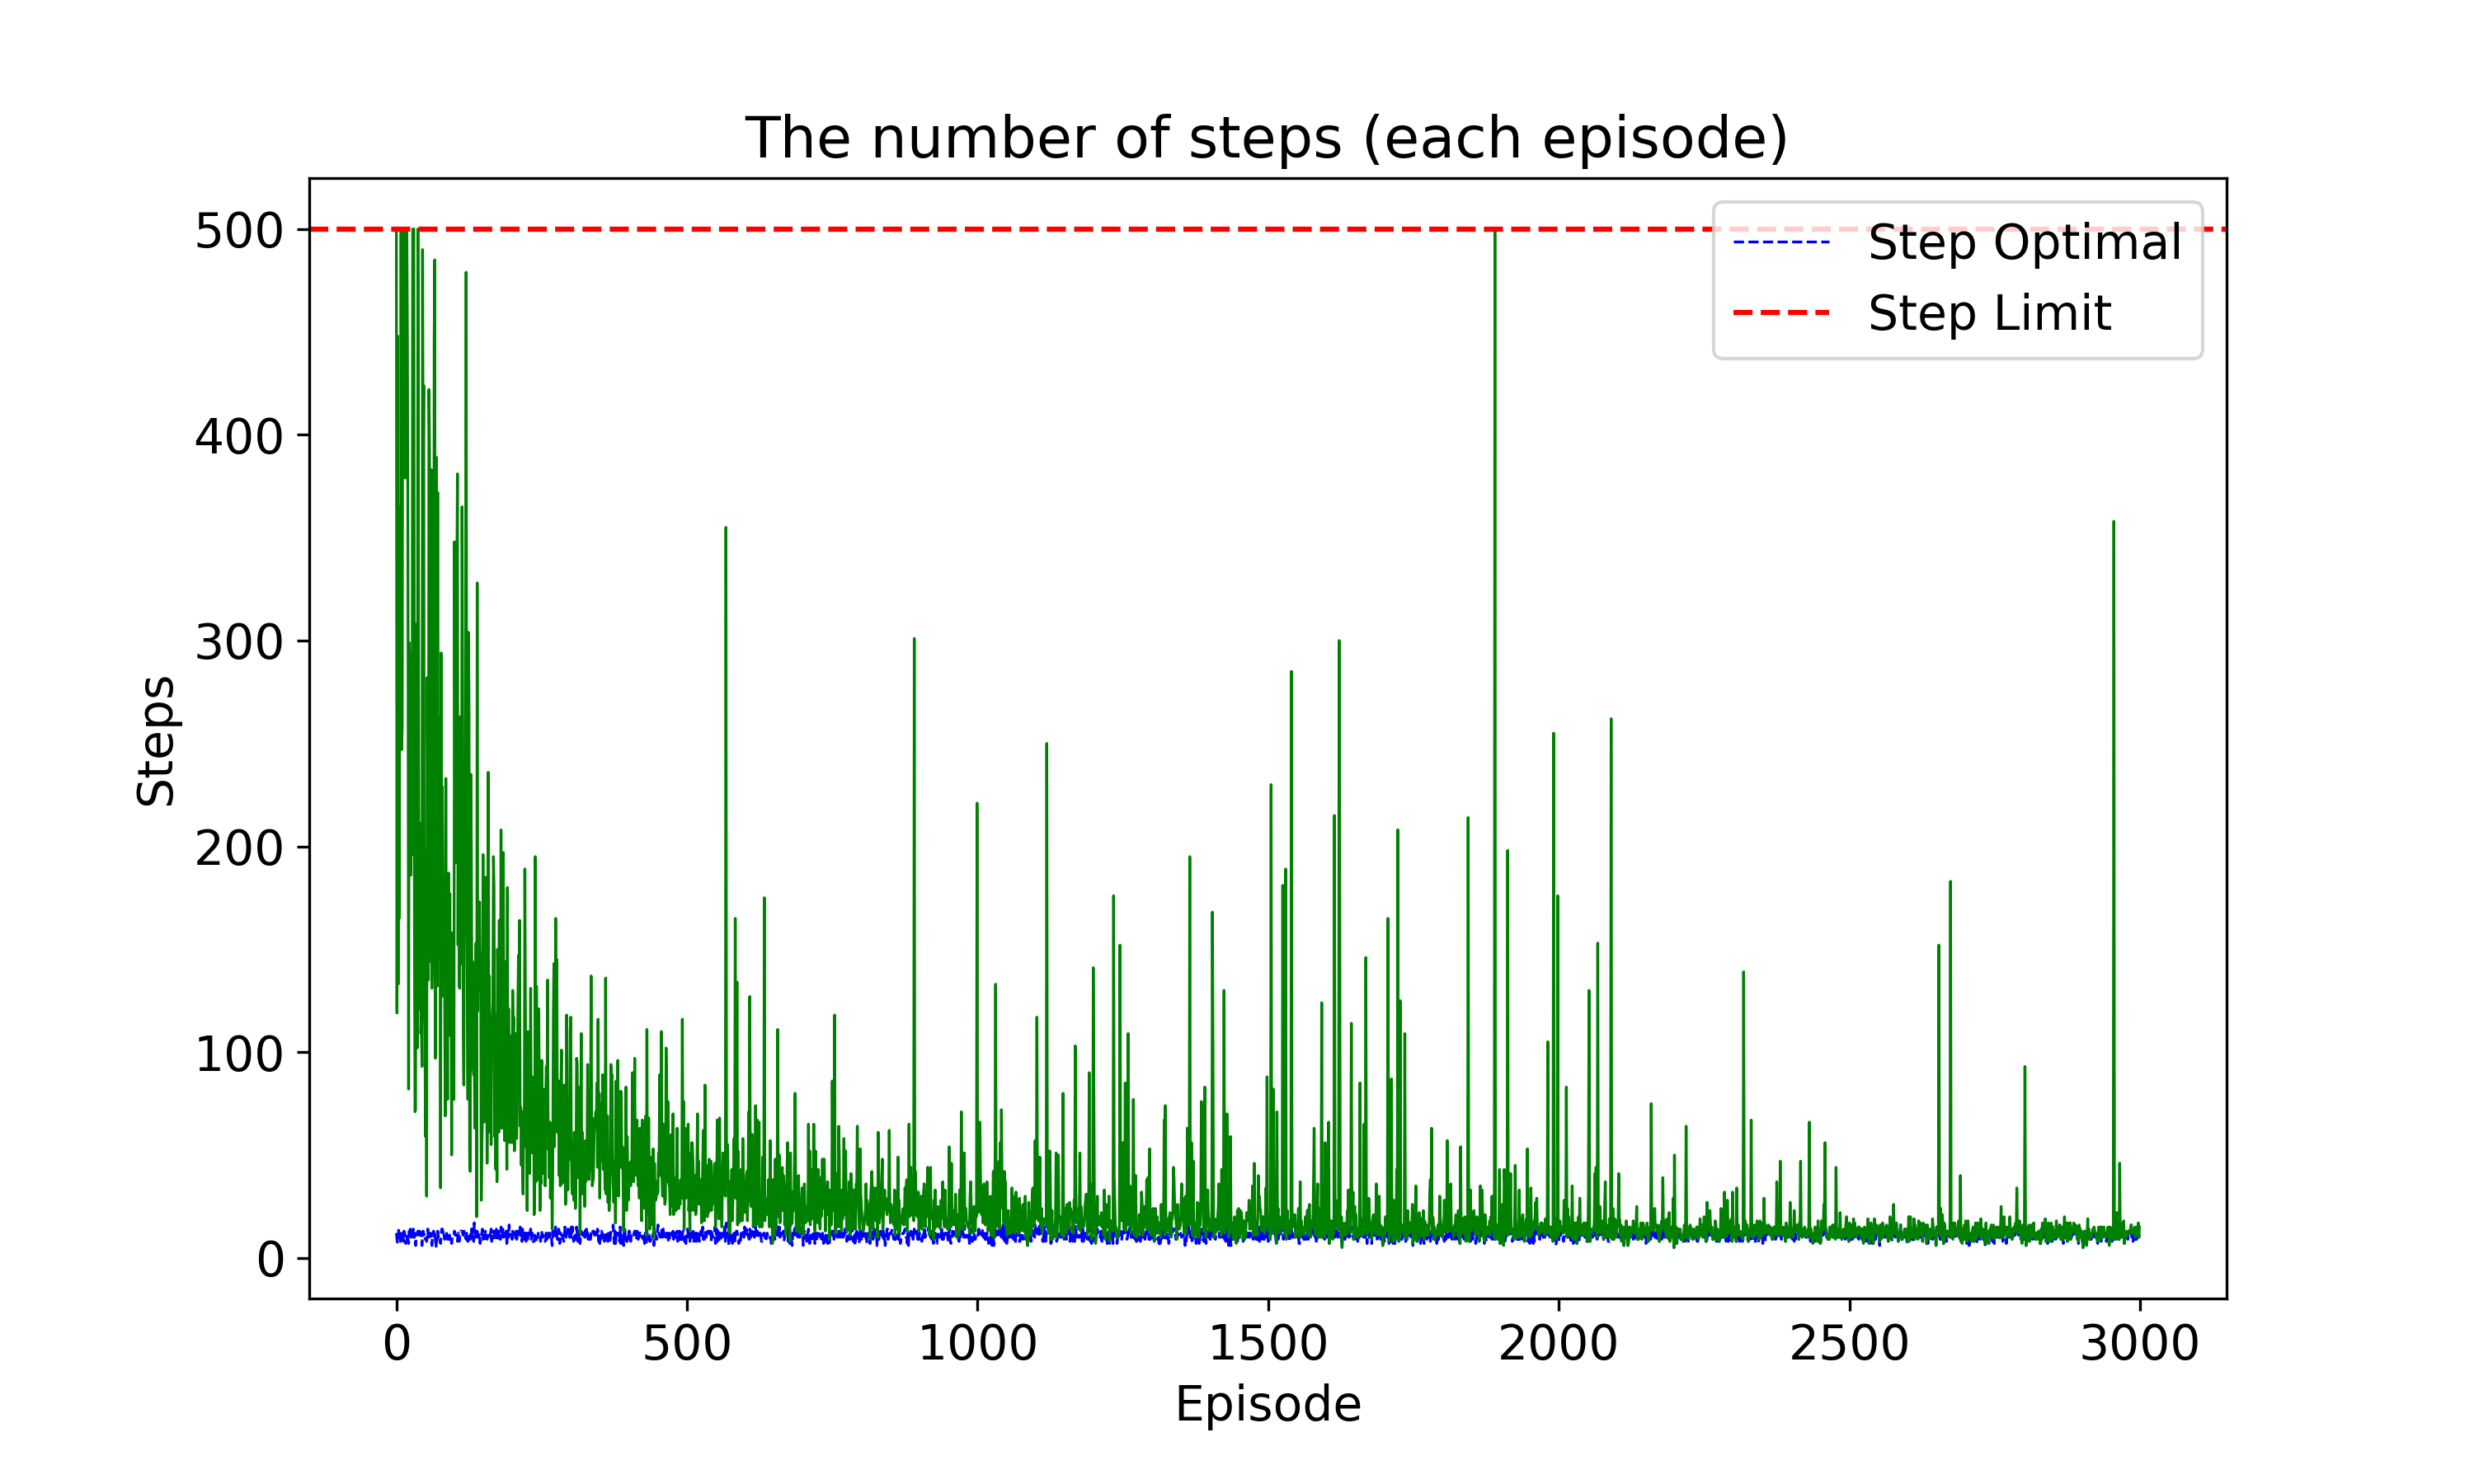 The number of steps (each episode)
Step Optimal
Step Limit
500
400
300
200
100
0
Steps
0 500 1000 1500 2000 2500 3000
Episode